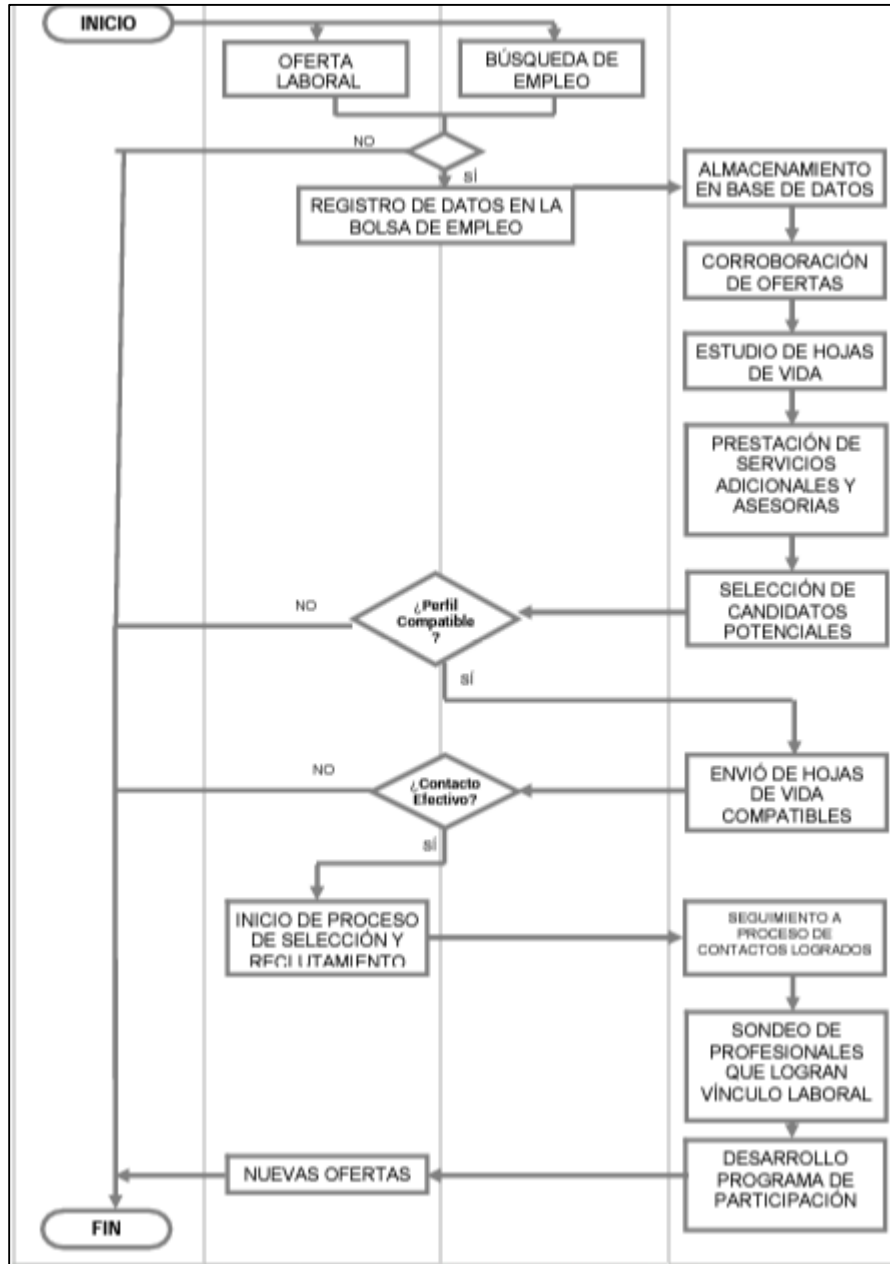 INICIO
OFERTA
LABORAL
BÚSQUEDA DE
EMPLEO
NO
SÍ
REGISTRO DE DATOS EN LA
BOLSA DE EMPLEO
ALMACENAMIENTO
EN BASE DE DATOS
CORROBORACIÓN
DE OFERTAS
ESTUDIO DE HOJAS
DE VIDA
PRESTACIÓN DE
SERVICIOS
ADICIONALES Y
ASESORIAS
SELECCIÓN DE
CANDIDATOS
POTENCIALES
¿Perfil
Compatible
?
NO
SÍ
ENVIÓ DE HOJAS
DE VIDA
COMPATIBLES
¿Contacto
Efectivo?
NO
SÍ
INICIO DE PROCESO
DE SELECCIÓN Y
RECLUTAMIENTO
SEGUIMIENTO A
PROCESO DE
CONTACTOS LOGRADOS
SONDEO DE
PROFESIONALES
QUE LOGRAN
VÍNCULO LABORAL
DESARROLLO
PROGRAMA DE
PARTICIPACIÓN
NUEVAS OFERTAS
FIN